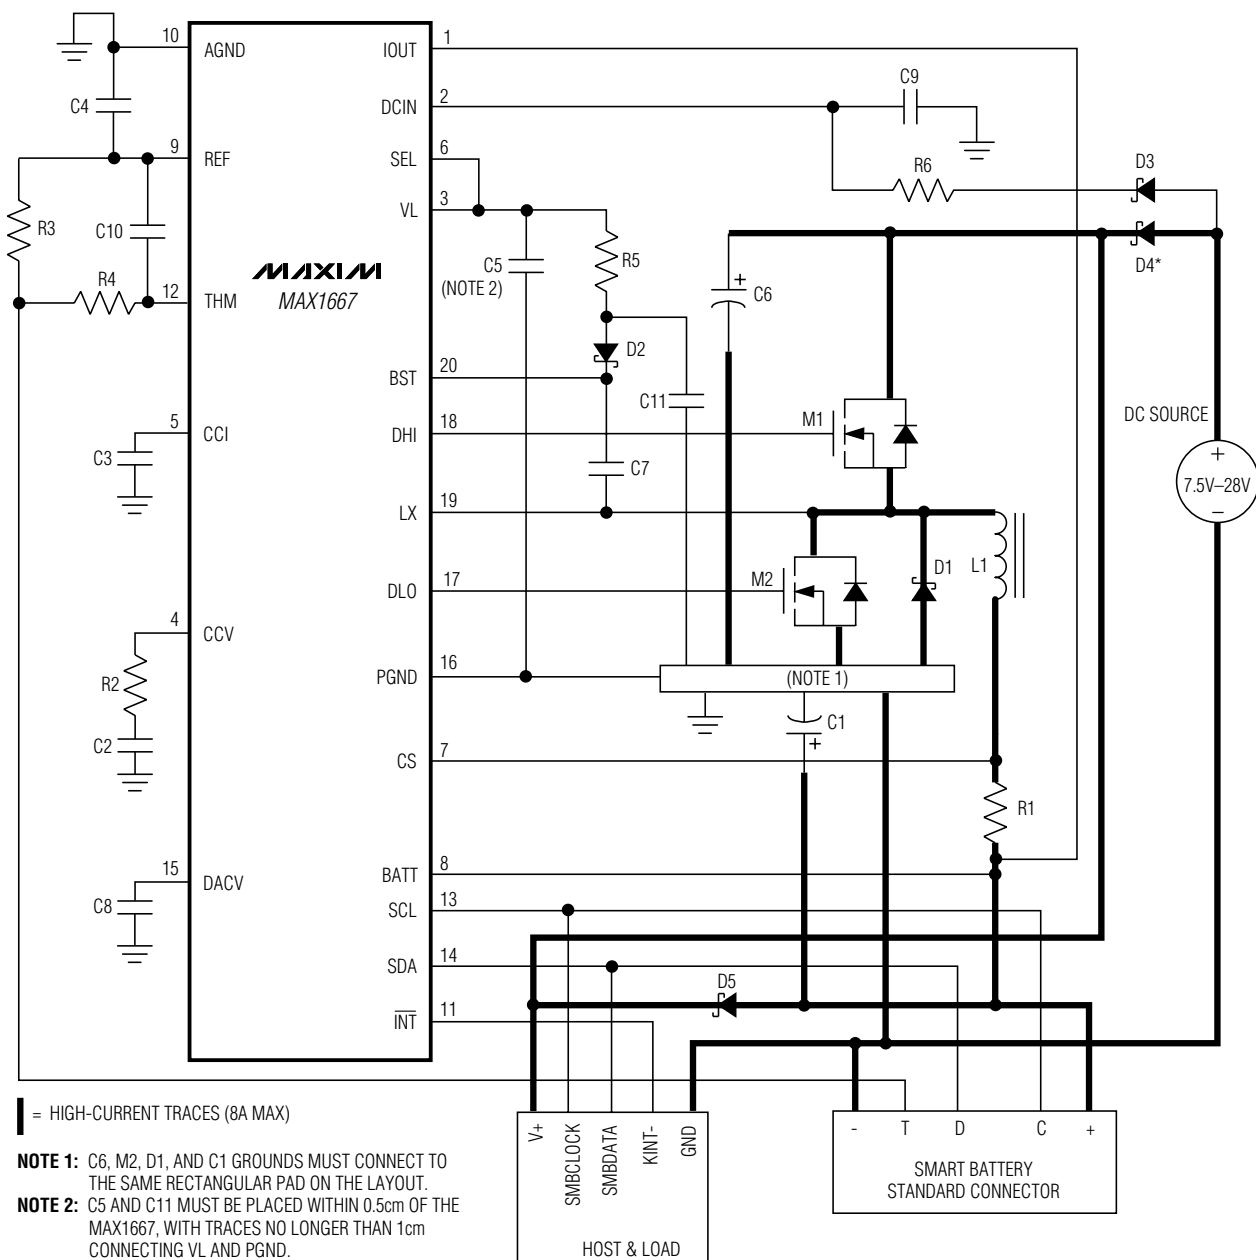 10
AGND
IOUT
1
C9
C4
DCIN
2
9
REF
SEL
6
D3
R6
VL
3
R3
C10
R5
D4*
C5
(NOTE 2)
C6
R4
MAXIM
MAX1667
12
THM
D2
BST
20
C11
M1
DC SOURCE
5
CCI
DHI
18
+
C3
C7
7.5V–28V
LX
19
–
D1
L1
M2
DLO
17
4
CCV
R2
PGND
16
(NOTE 1)
C1
+
C2
CS
7
R1
15
DACV
BATT
8
C8
SCL
13
SDA
14
D5
INT
11
= HIGH-CURRENT TRACES (8A MAX)
V+
SMBCLOCK
SMBDATA
KINT-
GND
- T D C +
SMART BATTERY
STANDARD CONNECTOR
NOTE 1: C6, M2, D1, AND C1 GROUNDS MUST CONNECT TO
THE SAME RECTANGULAR PAD ON THE LAYOUT.
NOTE 2: C5 AND C11 MUST BE PLACED WITHIN 0.5cm OF THE
MAX1667, WITH TRACES NO LONGER THAN 1cm
CONNECTING VL AND PGND.
HOST & LOAD